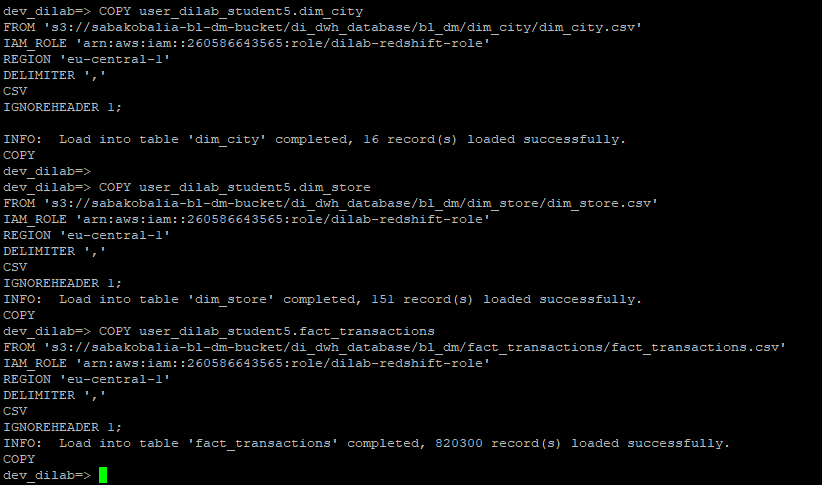 dev_dilab=> COPY user_dilab_student5.dim_city
FROM 's3://sabakobalia-bl-dm-bucket/di_dwh_database/bl_dm/dim_city/dim_city.csv'
IAM_ROLE 'arn:aws:iam::260586643565:role/dilab-redshift-role'
REGION 'eu-central-1'
DELIMITER ','
CSV
IGNOREHEADER 1;
INFO:  Load into table 'dim_city' completed, 16 record(s) loaded successfully.
COPY
dev_dilab=>
dev_dilab=> COPY user_dilab_student5.dim_store
FROM 's3://sabakobalia-bl-dm-bucket/di_dwh_database/bl_dm/dim_store/dim_store.csv'
IAM_ROLE 'arn:aws:iam::260586643565:role/dilab-redshift-role'
REGION 'eu-central-1'
DELIMITER ','
CSV
IGNOREHEADER 1;
INFO:  Load into table 'dim_store' completed, 151 record(s) loaded successfully.
COPY
dev_dilab=> COPY user_dilab_student5.fact_transactions
FROM 's3://sabakobalia-bl-dm-bucket/di_dwh_database/bl_dm/fact_transactions/fact_transactions.csv'
IAM_ROLE 'arn:aws:iam::260586643565:role/dilab-redshift-role'
REGION 'eu-central-1'
DELIMITER ','
CSV
IGNOREHEADER 1;
INFO:  Load into table 'fact_transactions' completed, 820300 record(s) loaded successfully.
COPY
dev_dilab=>